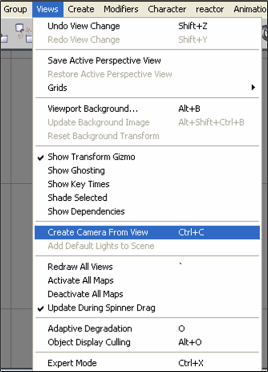 Group Views Create Modifiers Character reactor Animation
Undo View Change Shift+Z
Redo View Change Shift+Y
Save Active Perspective View
Restore Active Perspective View
Grids
Viewport Background... Alt+B
Update Background Image Alt+Shift+Ctrl+B
Reset Background Transform
Show Transform Gizmo
Show Ghosting
Show Key Times
Shade Selected
Show Dependencies
Create Camera From View Ctrl+C
Add Default Lights to Scene
Redraw All Views `
Activate All Maps
Deactivate All Maps
Update During Spinner Drag
Adaptive Degradation O
Object Display Culling Alt+O
Expert Mode Ctrl+X